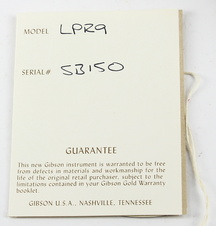 MODEL LPR9
SERIAL# SB150
GUARANTEE
This new Gibson instrument is warranted to be free
from defects in materials and workmanship for the
life of the original retail purchaser, subject to the
limitations contained in your Gibson Gold Warranty
booklet.
GIBSON U.S.A., NASHVILLE, TENNESSEE